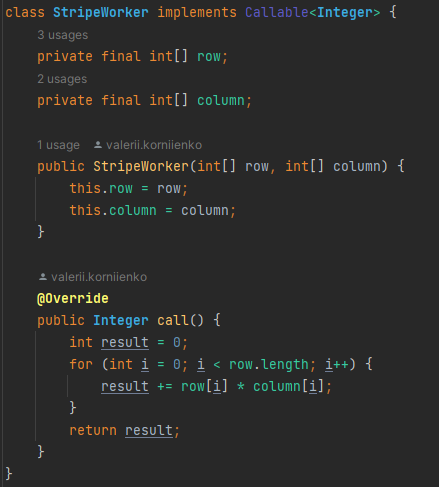 class StripeWorker implements Callable<Integer> {
3 usages
private final int[] row;
2 usages
private final int[] column;
1 usage valerii.korniienko
public StripeWorker(int[] row, int[] column) {
this.row = row;
this.column = column;
}
valerii.korniienko
@Override
public Integer call() {
int result = 0;
for (int i = 0; i < row.length; i++) {
result += row[i] * column[i];
}
return result;
}
}